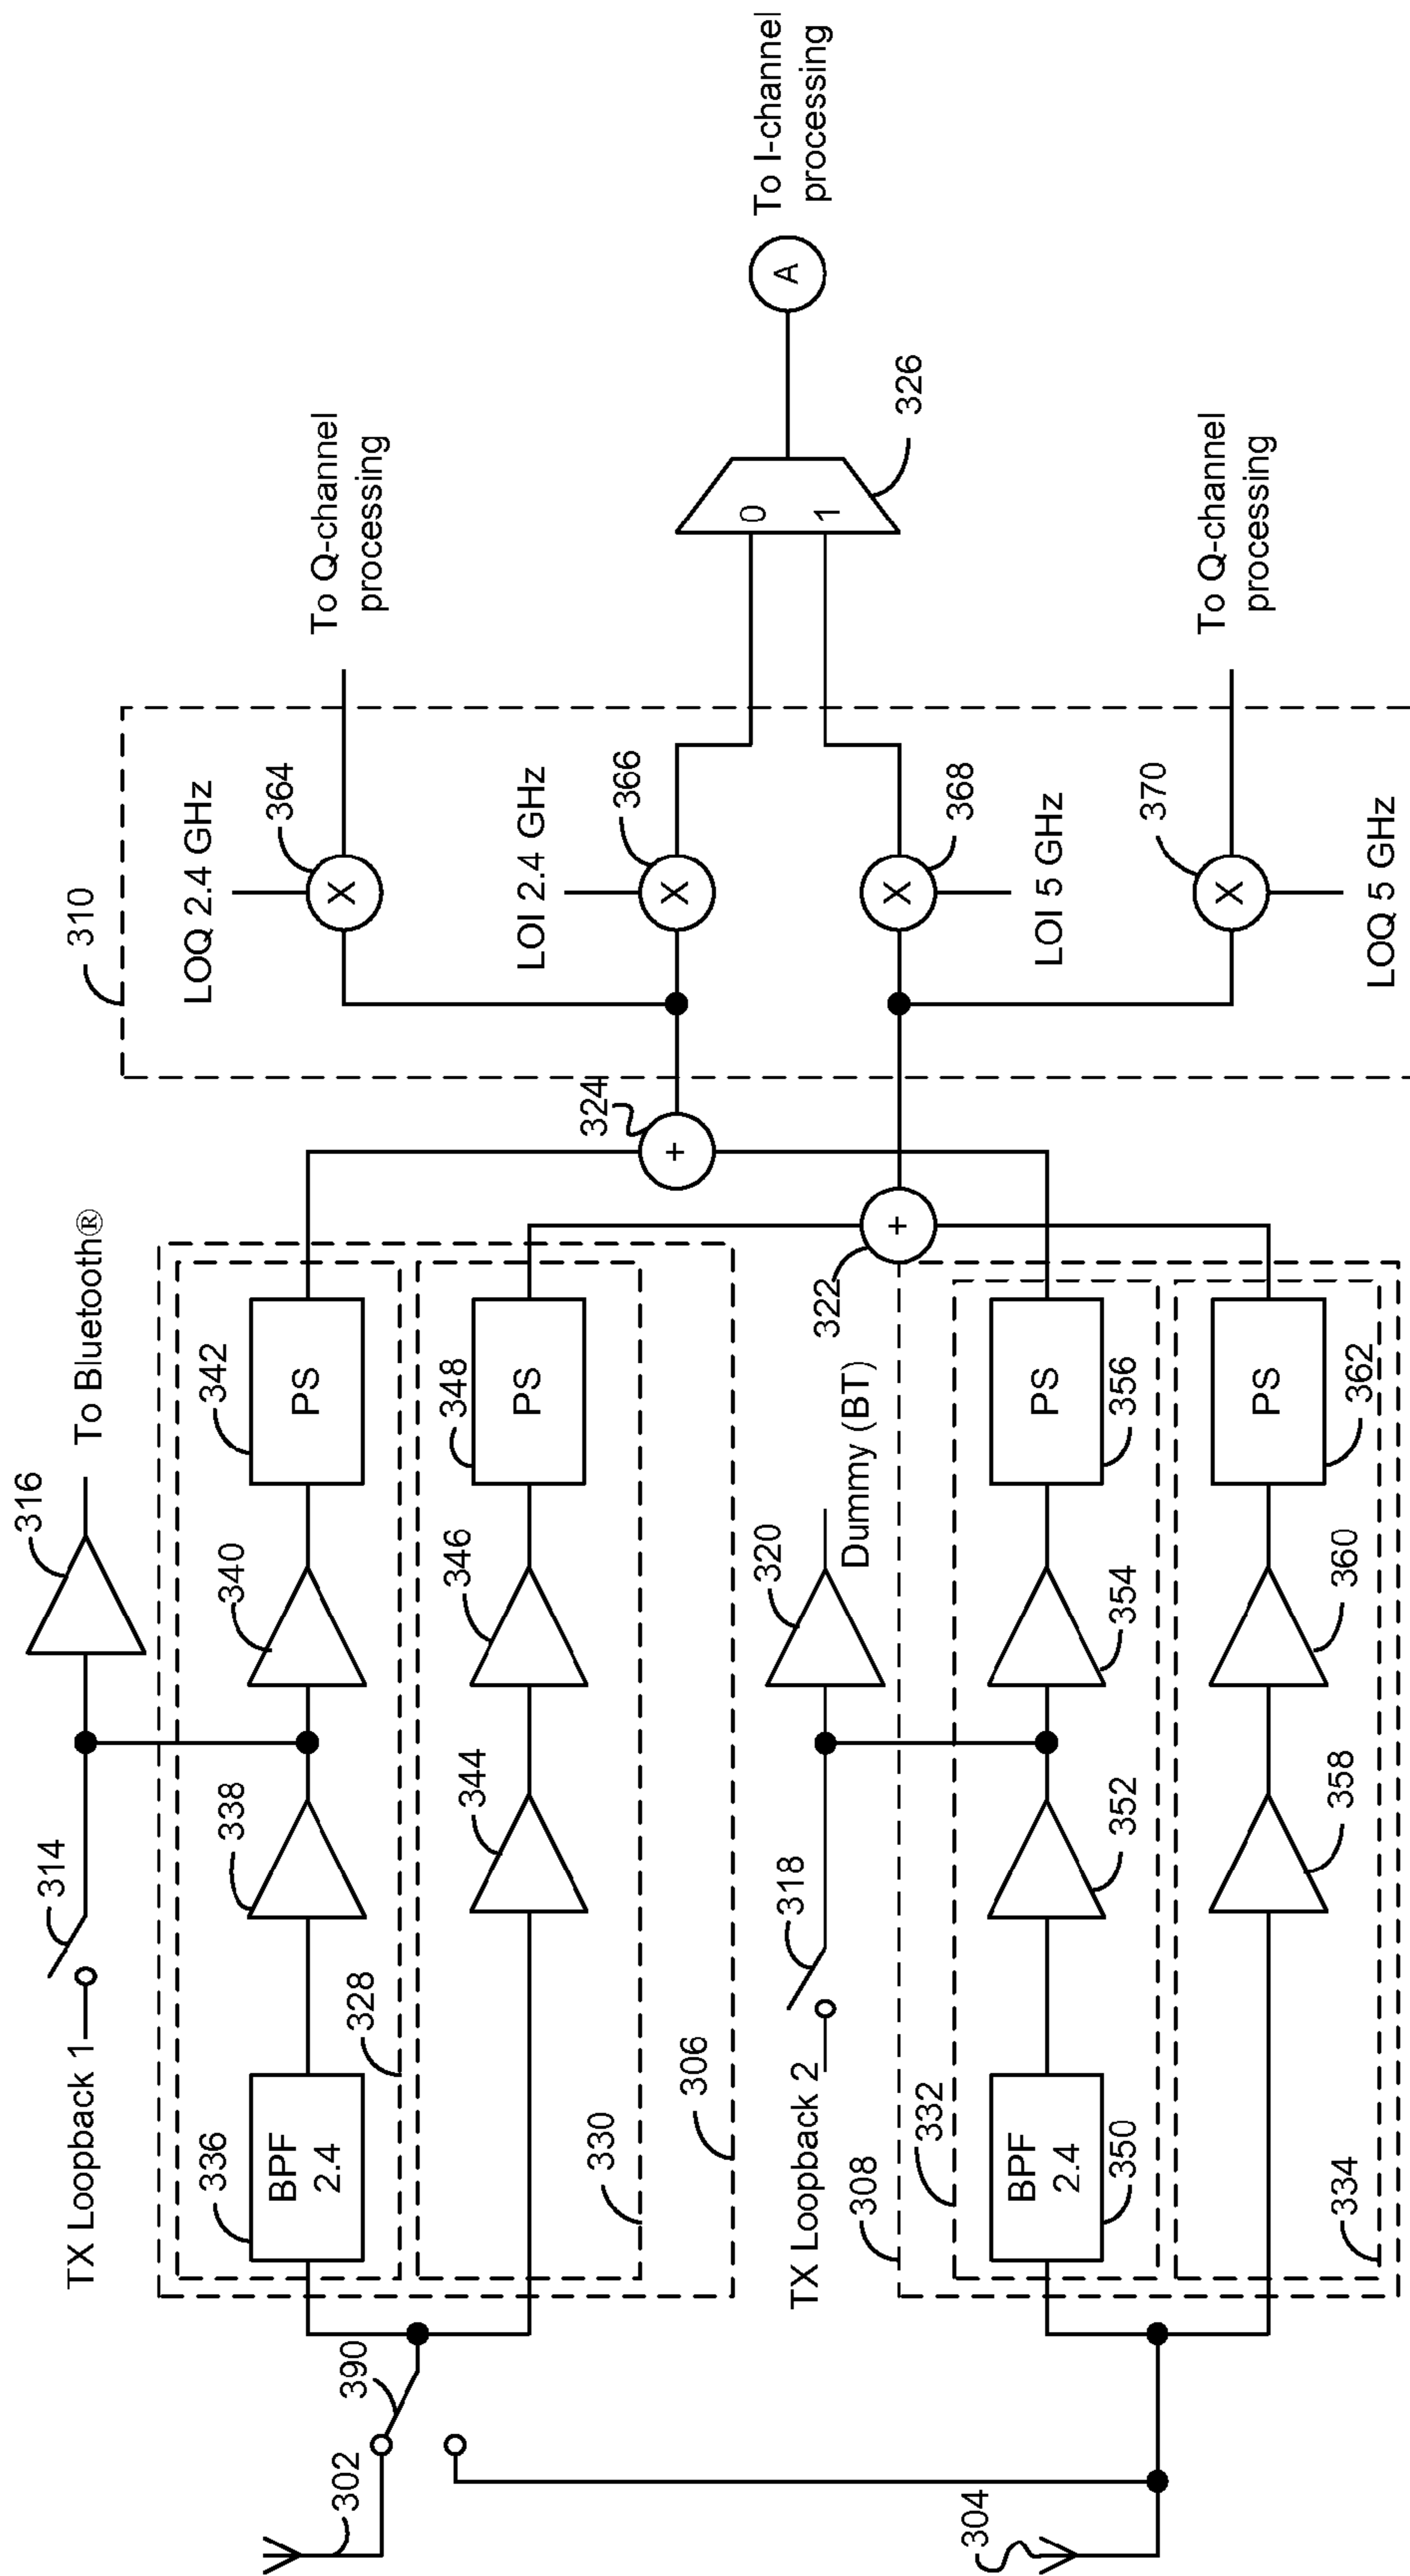 TX Loopback 1
314
316
To Bluetooth®
310
LOQ 2.4 GHz
364
To Q-channel
processing
336
BPF
2.4
338
340
342
PS
328
302
390
344
346
348
PS
330
306
324
LOI 2.4 GHz
366
0
1
326
A
To I-channel
processing
TX Loopback 2
318
320
Dummy (BT)
322
308
332
BPF
2.4
350
352
354
PS
356
368
LOI 5 GHz
304
358
360
PS
362
334
370
LOQ 5 GHz
To Q-channel
processing